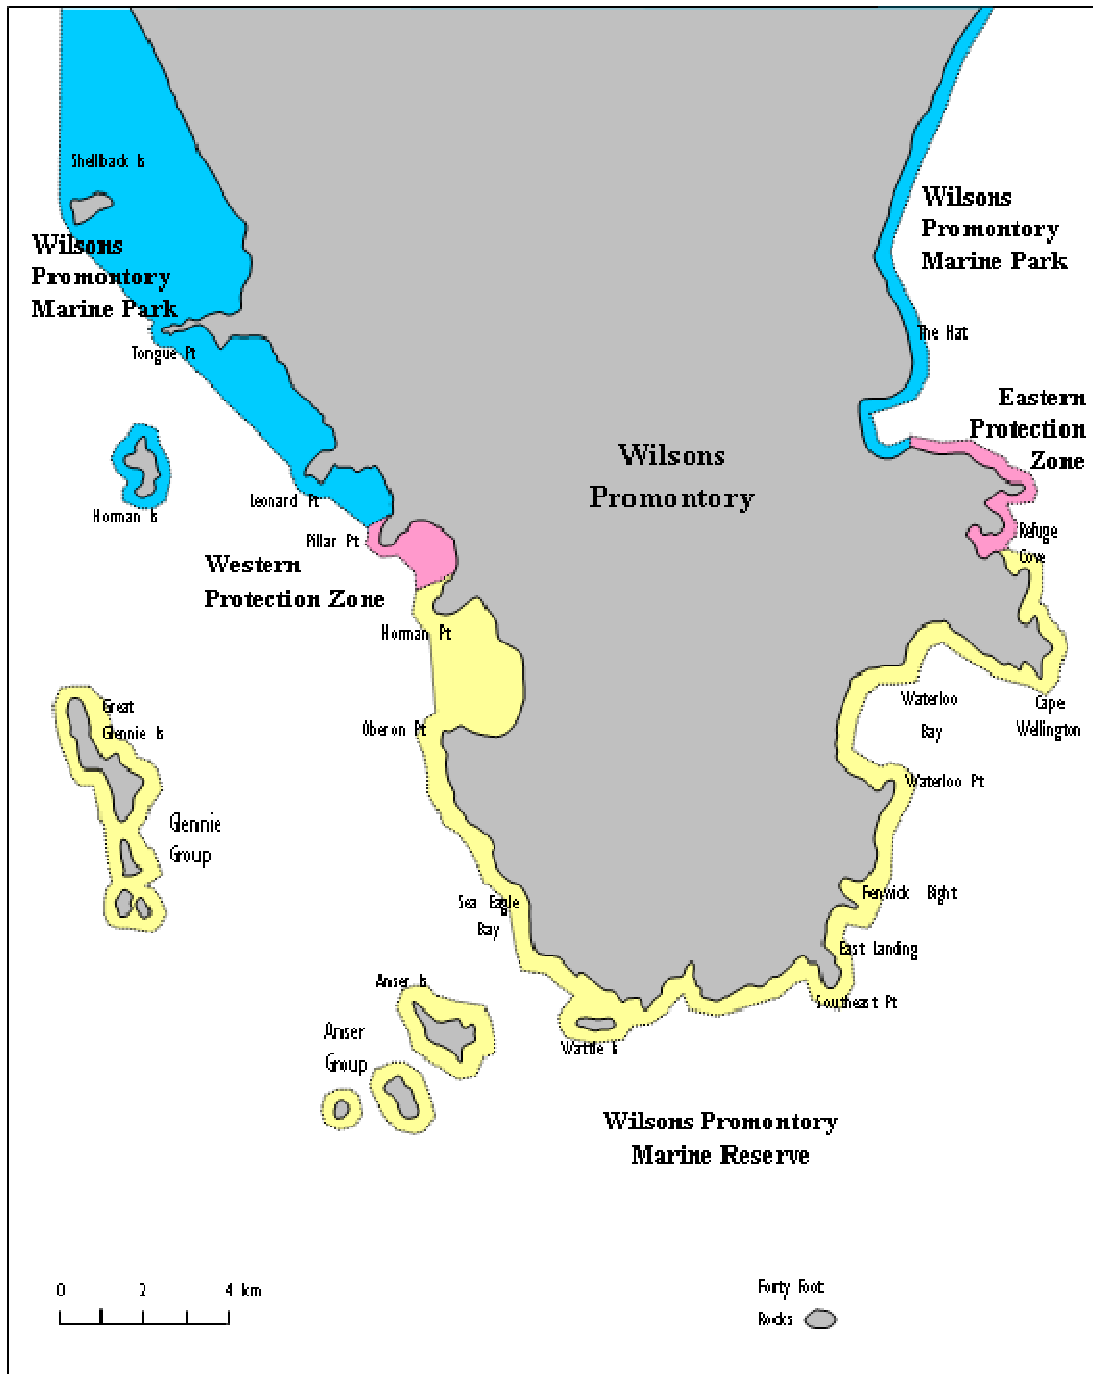 Shellback Is
Wilsons
Promontory
Marine Park
Wilsons
Promontory
Marine Park
Tongue Pt
The Hat
Eastern
Protection
Zone
Wilsons
Promontory
Norman Is
Leonard Pt
Pillar Pt
Refuge
Cove
Western
Protection Zone
Norman Pt
Great
Glennie Is
Oberon Pt
Waterloo
Bay
Cape
Wellington
Waterloo Pt
Glennie
Group
Sea Eagle
Bay
Fenwick Bight
East Landing
Southeast Pt
Anser Is
Anser
Group
Wattle Is
Wilsons Promontory
Marine Reserve
0 2 4 km
Forty Foot
Rocks